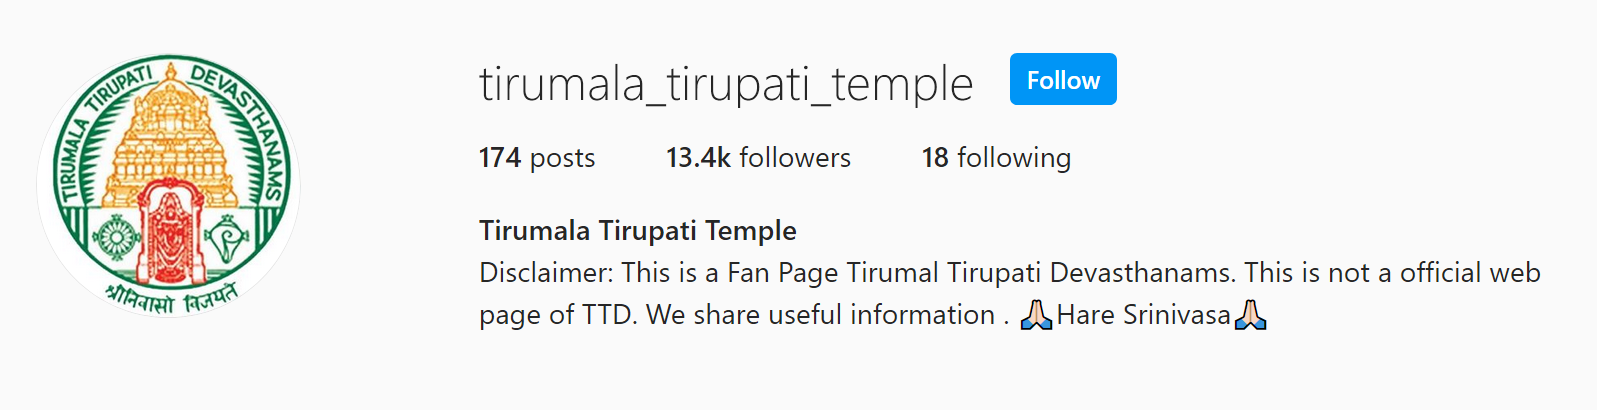 TIRUMALA TIRUPATI DEVASTHANAMS
श्रीनिवासो विजयते
tirumala_tirupati_temple
Follow
174 posts 13.4k followers 18 following
Tirumala Tirupati Temple
Disclaimer: This is a Fan Page Tirumal Tirupati Devasthanams. This is not a official web
page of TTD. We share useful information . 🙏🏻Hare Srinivasa🙏🏻